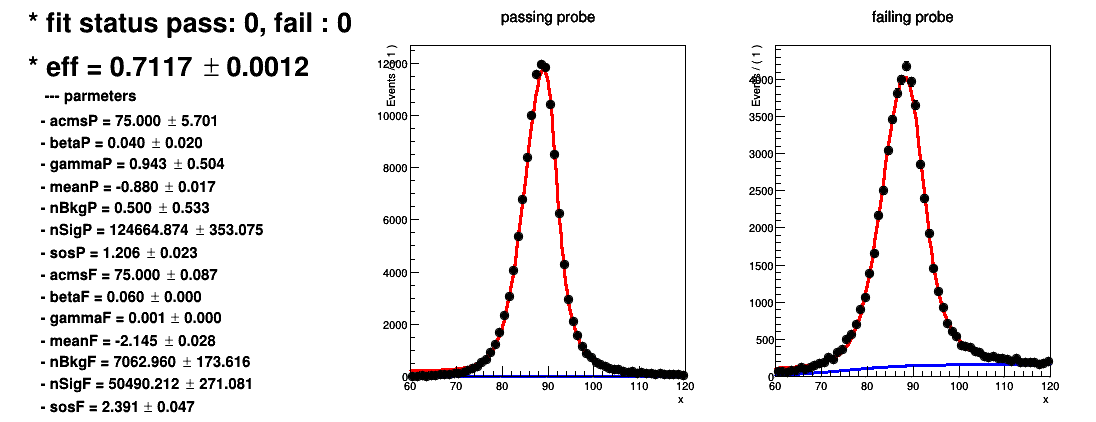 * fit status pass: 0, fail : 0
* eff = 0.7117 ± 0.0012
--- parmeters
- acmsP = 75.000 ± 5.701
- betaP = 0.040 ± 0.020
- gammaP = 0.943 ± 0.504
- meanP = -0.880 ± 0.017
- nBkgP = 0.500 ± 0.533
- nSigP = 124664.874 ± 353.075
- sosP = 1.206 ± 0.023
- acmsF = 75.000 ± 0.087
- betaF = 0.060 ± 0.000
- gammaF = 0.001 ± 0.000
- meanF = -2.145 ± 0.028
- nBkgF = 7062.960 ± 173.616
- nSigF = 50490.212 ± 271.081
- sosF = 2.391 ± 0.047
passing probe
Events / ( 1 )
12000
10000
8000
6000
4000
2000
0
60 70 80 90 100 110 120
x
failing probe
Events / ( 1 )
4000
3500
3000
2500
2000
1500
1000
500
0
60 70 80 90 100 110 120
x